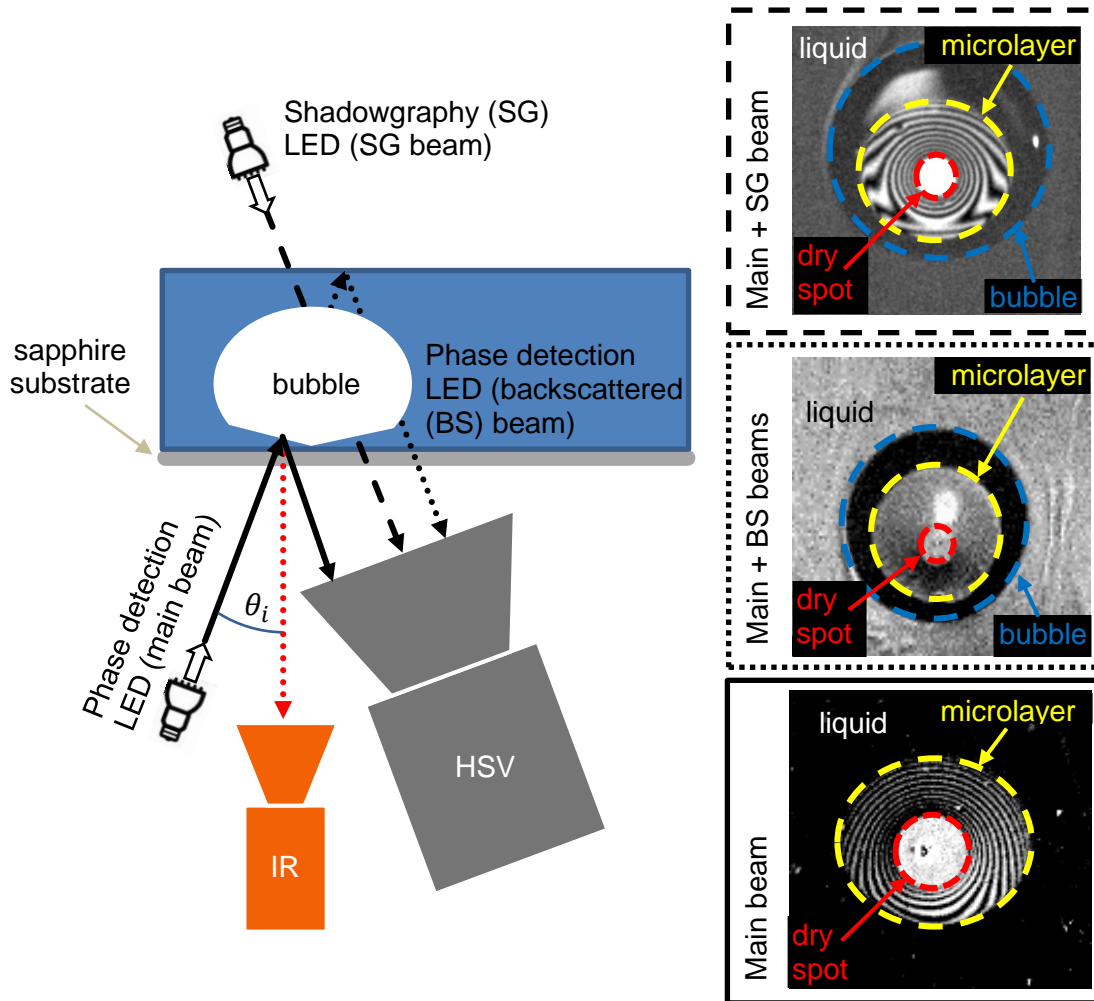 Shadowgraphy (SG)
LED (SG beam)
sapphire
substrate
bubble
Phase detection
LED (backscattered
(BS) beam)
Phase detection
LED (main beam)
θi
HSV
IR
Main + SG beam
liquid
microlayer
dry
spot
bubble
Main + BS beams
microlayer
liquid
dry
spot
bubble
Main beam
liquid
microlayer
dry
spot